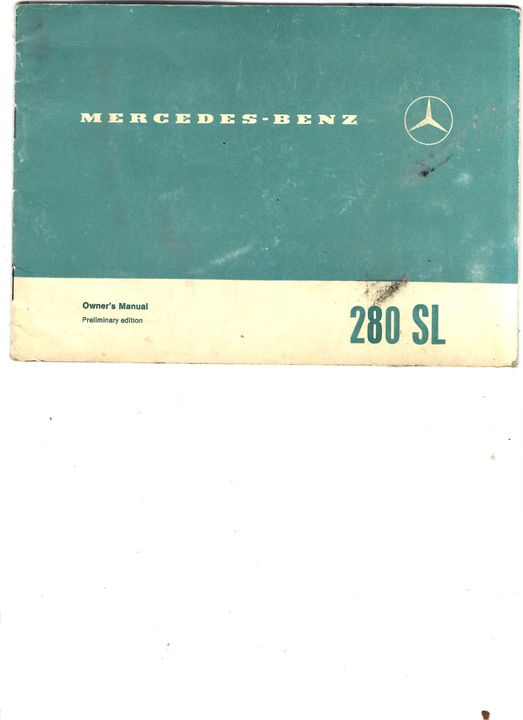 MERCEDES-BENZ
Owner's Manual
Preliminary edition
280 SL